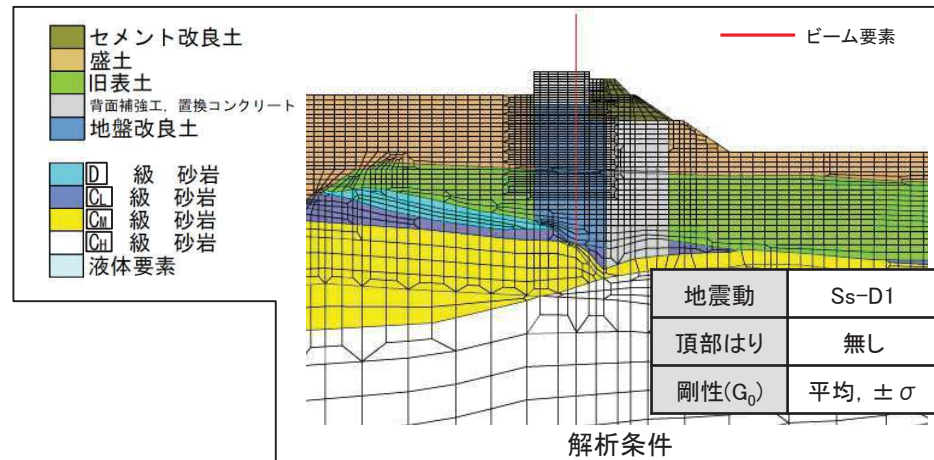 セメント改良土
盛土
旧表土
背面補強工，置換コンクリート
地盤改良土
D 級 砂岩
CL 級 砂岩
CM 級 砂岩
CH 級 砂岩
液体要素
ビーム要素
地震動 Ss-D1
頂部はり 無し
剛性(G₀) 平均，±σ
解析条件